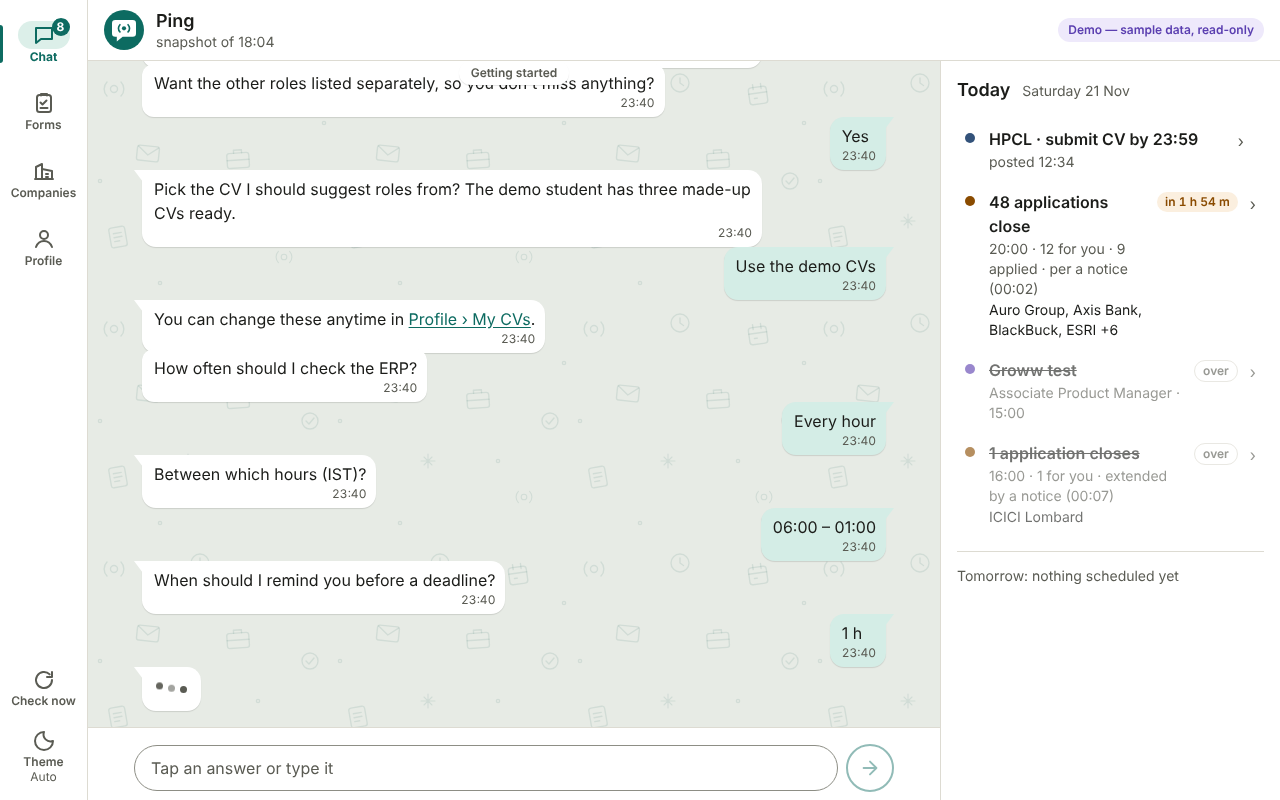 8
Chat
Forms
Companies
Profile
Check now
Theme
Auto
Ping
snapshot of 18:04
Demo — sample data, read-only
Getting started
Want the other roles listed separately, so you don't miss anything?
23:40
Yes
23:40
Pick the CV I should suggest roles from? The demo student has three made-up
CVs ready.
23:40
Use the demo CVs
23:40
You can change these anytime in Profile › My CVs.
23:40
How often should I check the ERP?
23:40
Every hour
23:40
Between which hours (IST)?
23:40
06:00 – 01:00
23:40
When should I remind you before a deadline?
23:40
1 h
23:40
Tap an answer or type it
Today Saturday 21 Nov
HPCL · submit CV by 23:59
posted 12:34
48 applications
close
in 1 h 54 m
20:00 · 12 for you · 9
applied · per a notice
(00:02)
Auro Group, Axis Bank,
BlackBuck, ESRI +6
Groww test
over
Associate Product Manager ·
15:00
1 application closes
over
16:00 · 1 for you · extended
by a notice (00:07)
ICICI Lombard
Tomorrow: nothing scheduled yet